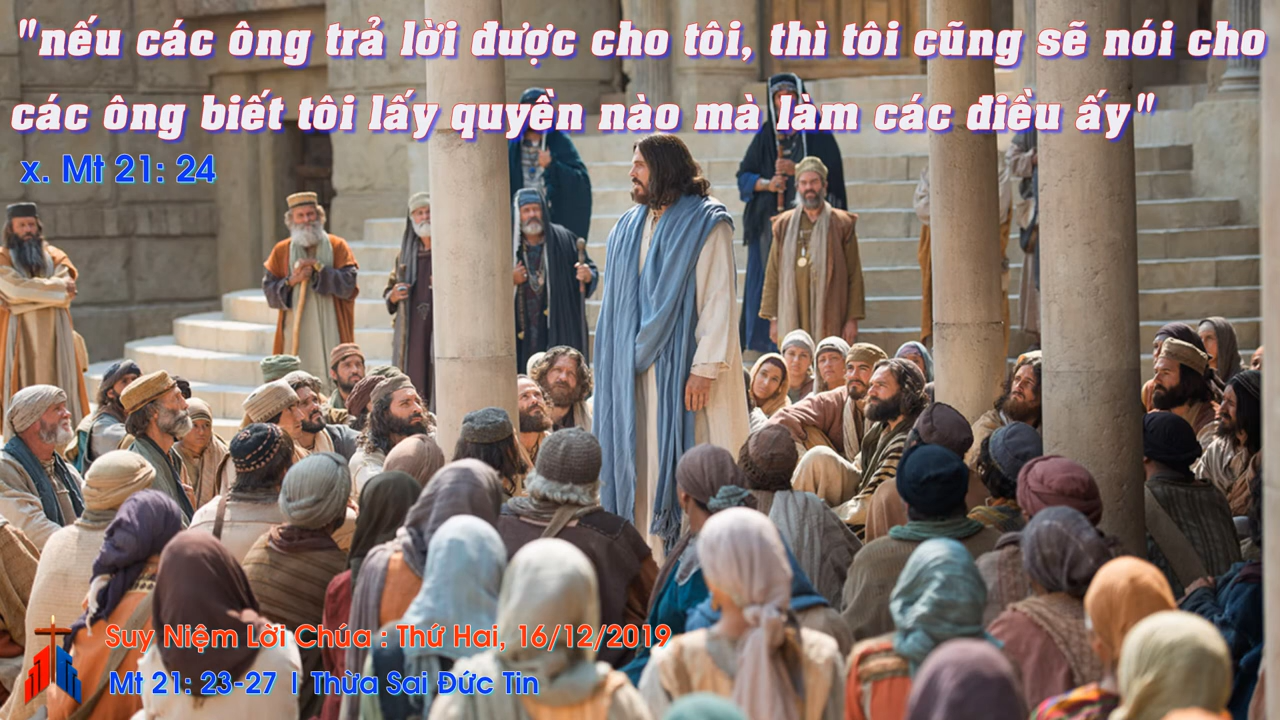 "nếu các ông trả lời được cho tôi, thì tôi cũng sẽ nói cho
các ông biết tôi lấy quyền nào mà làm các điều ấy"
x. Mt 21: 24
Suy Niệm Lời Chúa : Thứ Hai, 16/12/2019
Mt 21: 23-27 | Thừa Sai Đức Tin